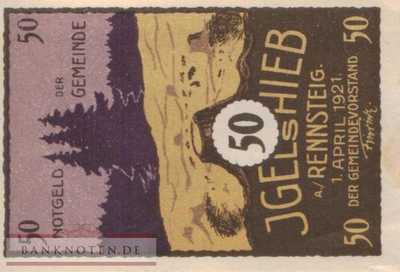 50
50
NOTGELD DER
GEMEINDE
50
JGELSHIEB
A/ RENNSTEIG.
1. APRIL 1921.
DER GEMEINDEVORSTAND
50
50
BANKNOTEN.DE